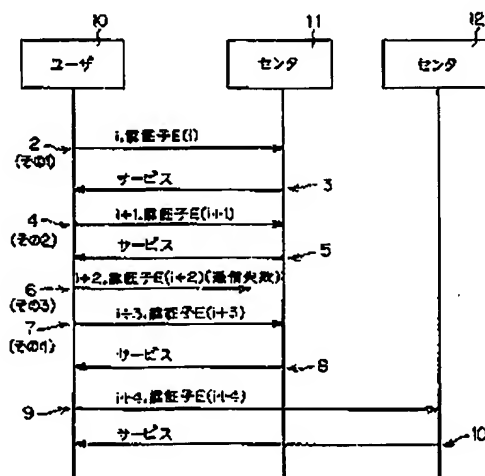 10
11
12
ユーザ
センタ
センタ
2
(その1)
i,認証子E(i)
サービス
3
4
(その2)
i+1,認証子E(i+1)
サービス
5
i+2,認証子E(i+2)(通信失敗)
6
(その3)
7
i+3,認証子E(i+3)
サービス
8
9
i+4,認証子E(i+4)
サービス
10